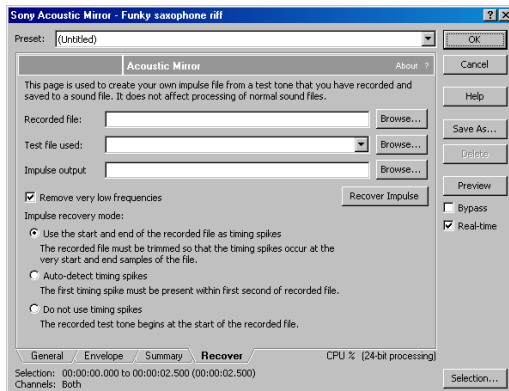 Sony Acoustic Mirror - Funky saxophone riff
Preset: (Untitled)
OK
Acoustic Mirror About ?
Cancel
This page is used to create your own impulse file from a test tone that you have recorded and
saved to a sound file. It does not affect processing of normal sound files.
Help
Recorded file: Browse...
Save As...
Test file used: Browse...
Delete
Impulse output Browse...
Preview
Remove very low frequencies Recover Impulse
Bypass
Impulse recovery mode:
Real-time
Use the start and end of the recorded file as timing spikes
The recorded file must be trimmed so that the timing spikes occur at the
very start and end samples of the file.
Auto-detect timing spikes
The first timing spike must be present within first second of recorded file.
Do not use timing spikes
The recorded test tone begins at the start of the recorded file.
General Envelope Summary Recover CPU % (24-bit processing)
Selection: 00:00:00.000 to 00:00:02.500 (00:00:02.500)
Channels: Both
Selection...